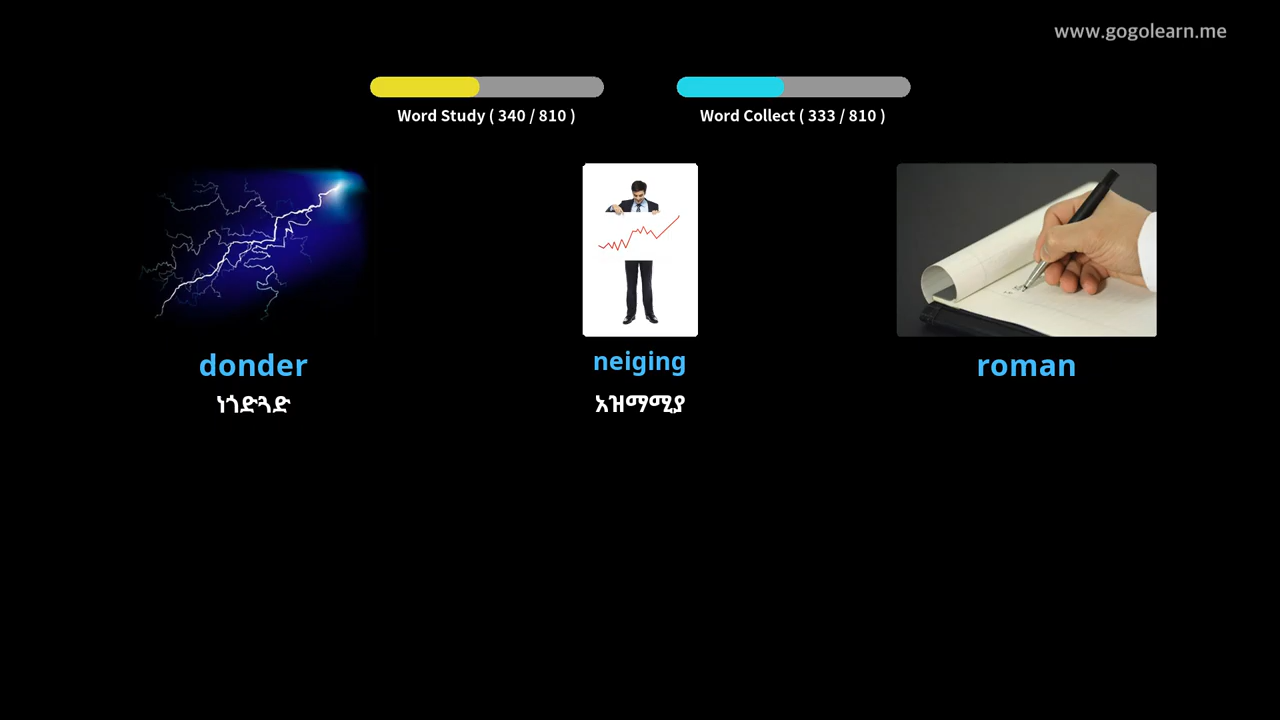 www.gogolearn.me
Word Study ( 340 / 810 )
Word Collect ( 333 / 810 )
donder
neiging
roman
ነጎድጓድ
አዝማሚያ